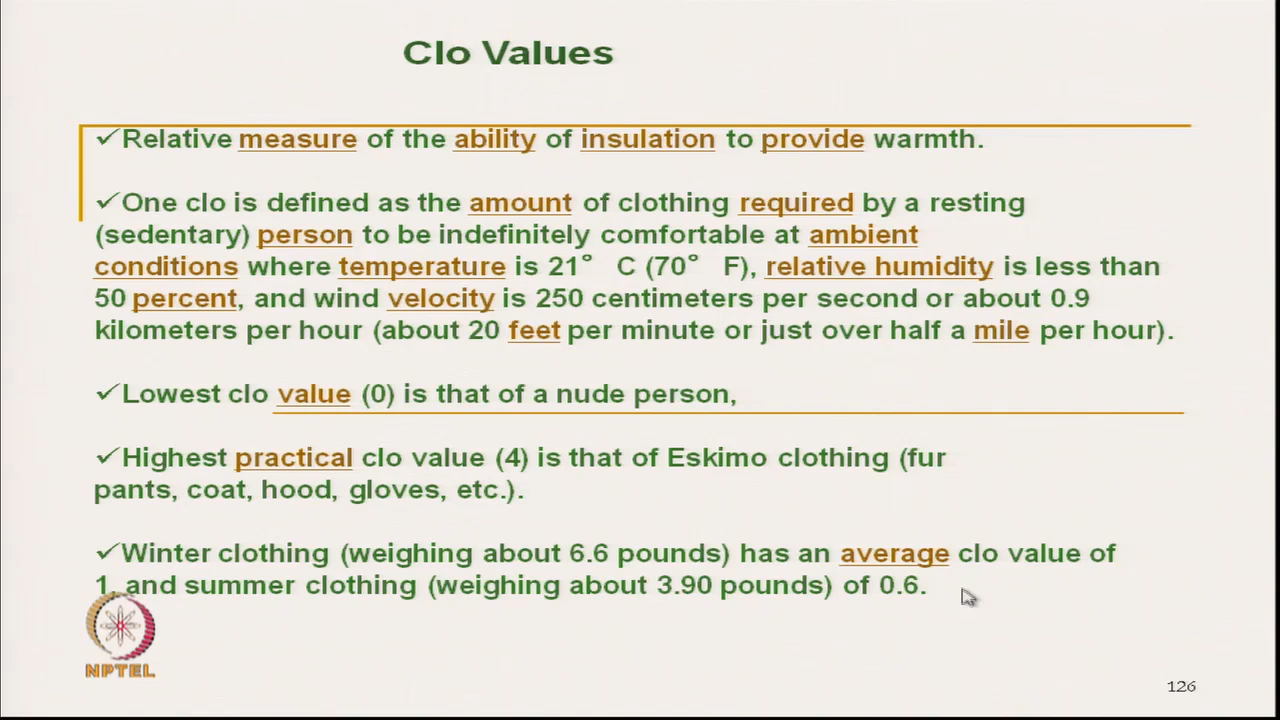 Clo Values
✓Relative measure of the ability of insulation to provide warmth.
✓One clo is defined as the amount of clothing required by a resting
(sedentary) person to be indefinitely comfortable at ambient
conditions where temperature is 21° C (70° F), relative humidity is less than
50 percent, and wind velocity is 250 centimeters per second or about 0.9
kilometers per hour (about 20 feet per minute or just over half a mile per hour).
✓Lowest clo value (0) is that of a nude person,
✓Highest practical clo value (4) is that of Eskimo clothing (fur
pants, coat, hood, gloves, etc.).
✓Winter clothing (weighing about 6.6 pounds) has an average clo value of
1, and summer clothing (weighing about 3.90 pounds) of 0.6.
NPTEL
126